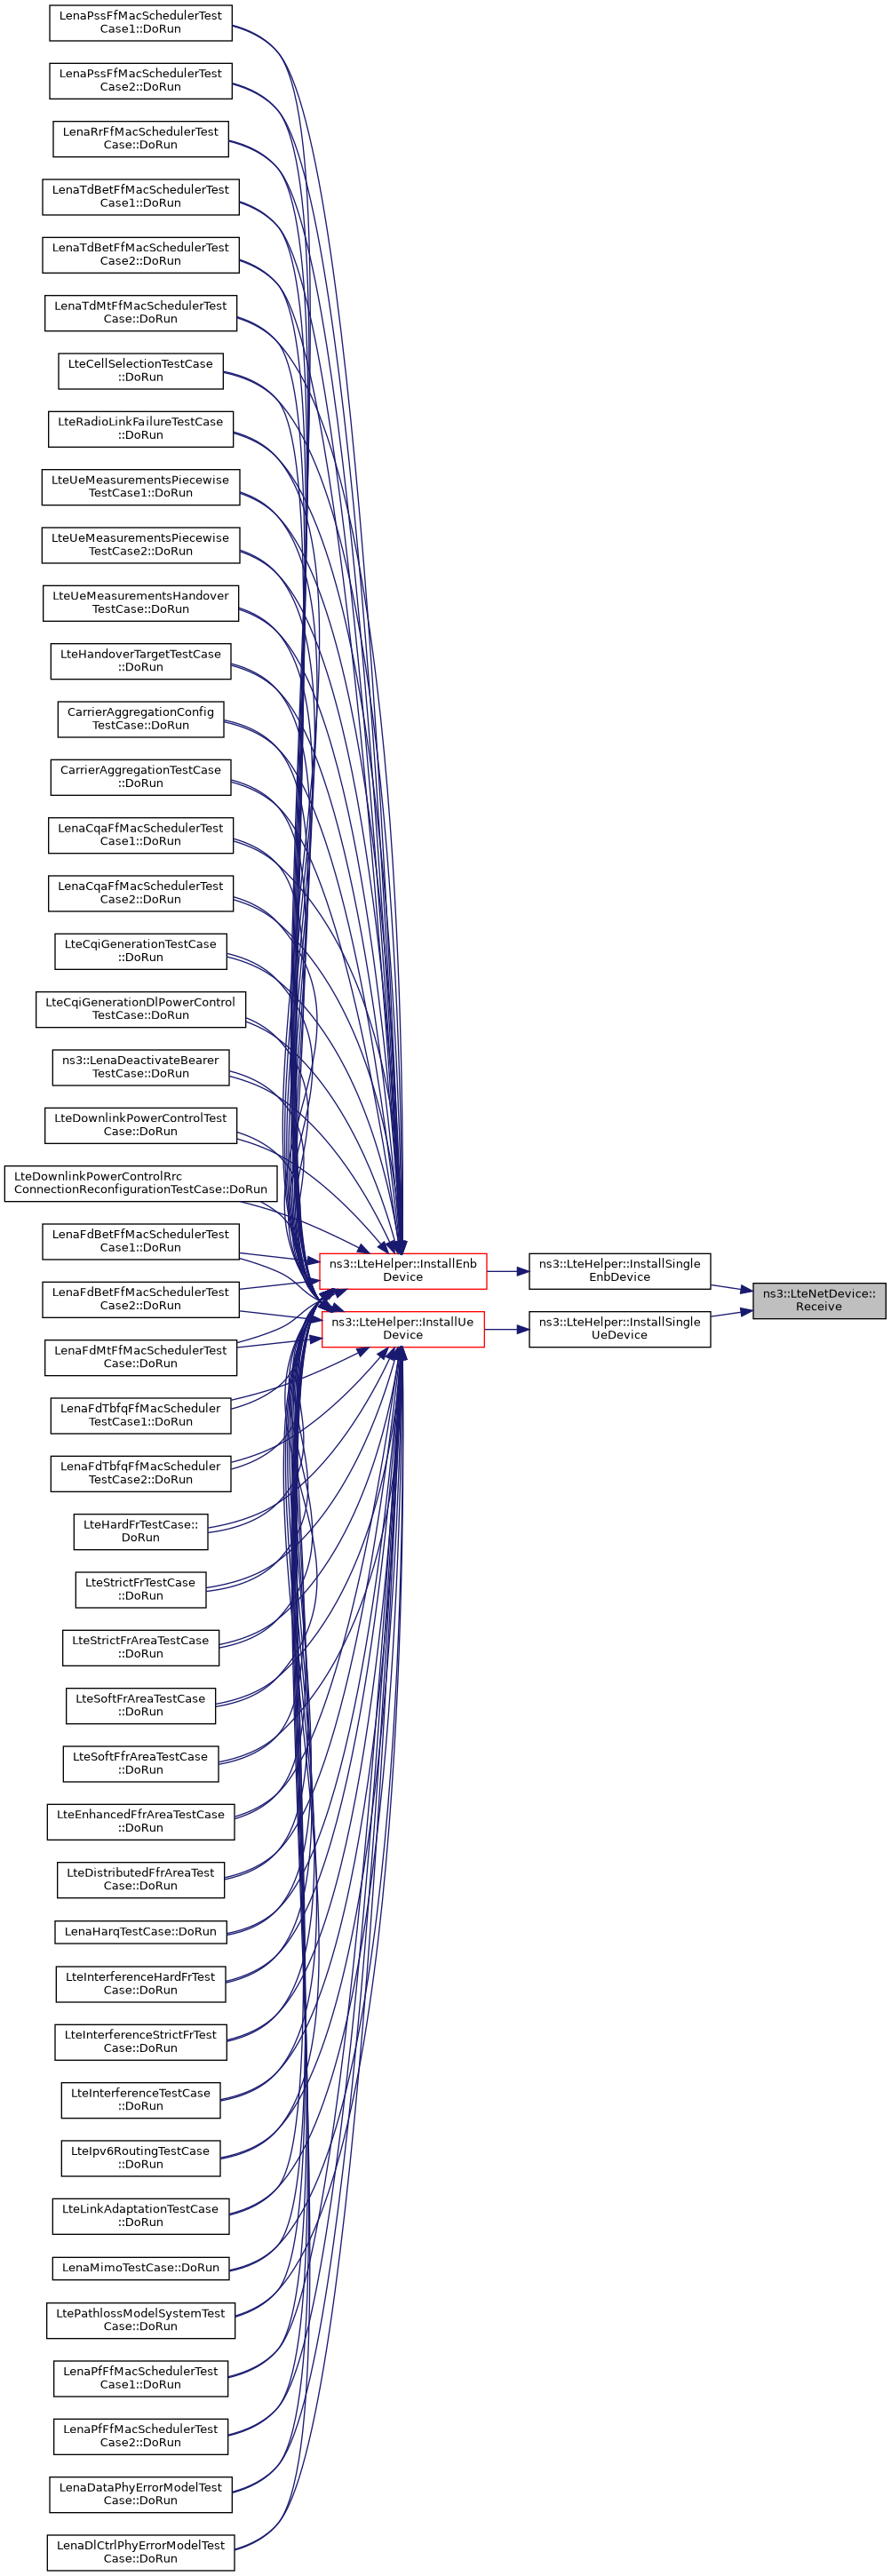 LenaPssFfMacSchedulerTest
Case1::DoRun
LenaPssFfMacSchedulerTest
Case2::DoRun
LenaRrFfMacSchedulerTest
Case::DoRun
LenaTdBetFfMacSchedulerTest
Case1::DoRun
LenaTdBetFfMacSchedulerTest
Case2::DoRun
LenaTdMtFfMacSchedulerTest
Case::DoRun
LteCellSelectionTestCase
::DoRun
LteRadioLinkFailureTestCase
::DoRun
LteUeMeasurementsPiecewise
TestCase1::DoRun
LteUeMeasurementsPiecewise
TestCase2::DoRun
LteUeMeasurementsHandover
TestCase::DoRun
LteHandoverTargetTestCase
::DoRun
CarrierAggregationConfig
TestCase::DoRun
CarrierAggregationTestCase
::DoRun
LenaCqaFfMacSchedulerTest
Case1::DoRun
LenaCqaFfMacSchedulerTest
Case2::DoRun
LteCqiGenerationTestCase
::DoRun
LteCqiGenerationDlPowerControl
TestCase::DoRun
ns3::LenaDeactivateBearer
TestCase::DoRun
LteDownlinkPowerControlTest
Case::DoRun
LteDownlinkPowerControlRrc
ConnectionReconfigurationTestCase::DoRun
LenaFdBetFfMacSchedulerTest
Case1::DoRun
LenaFdBetFfMacSchedulerTest
Case2::DoRun
LenaFdMtFfMacSchedulerTest
Case::DoRun
LenaFdTbfqFfMacScheduler
TestCase1::DoRun
LenaFdTbfqFfMacScheduler
TestCase2::DoRun
LteHardFrTestCase::
DoRun
LteStrictFrTestCase
::DoRun
LteStrictFrAreaTestCase
::DoRun
LteSoftFrAreaTestCase
::DoRun
LteSoftFfrAreaTestCase
::DoRun
LteEnhancedFfrAreaTestCase
::DoRun
LteDistributedFfrAreaTest
Case::DoRun
LenaHarqTestCase::DoRun
LteInterferenceHardFrTest
Case::DoRun
LteInterferenceStrictFrTest
Case::DoRun
LteInterferenceTestCase
::DoRun
LteIpv6RoutingTestCase
::DoRun
LteLinkAdaptationTestCase
::DoRun
LenaMimoTestCase::DoRun
LtePathlossModelSystemTest
Case::DoRun
LenaPfFfMacSchedulerTest
Case1::DoRun
LenaPfFfMacSchedulerTest
Case2::DoRun
LenaDataPhyErrorModelTest
Case::DoRun
LenaDlCtrlPhyErrorModelTest
Case::DoRun
ns3::LteHelper::InstallEnb
Device
ns3::LteHelper::InstallUe
Device
ns3::LteHelper::InstallSingle
EnbDevice
ns3::LteHelper::InstallSingle
UeDevice
ns3::LteNetDevice::
Receive